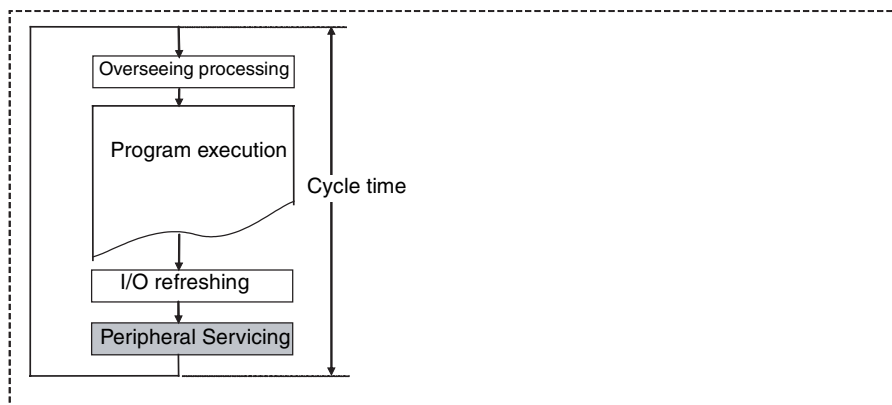 Overseeing processing
Program execution
Cycle time
I/O refreshing
Peripheral Servicing